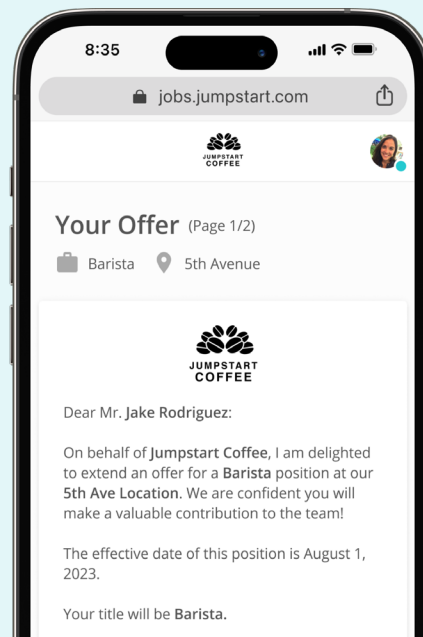 8:35
jobs.jumpstart.com
JUMPSTART
COFFEE
Your Offer (Page 1/2)
Barista 5th Avenue
JUMPSTART
COFFEE
Dear Mr. Jake Rodriguez:
On behalf of Jumpstart Coffee, I am delighted
to extend an offer for a Barista position at our
5th Ave Location. We are confident you will
make a valuable contribution to the team!
The effective date of this position is August 1,
2023.
Your title will be Barista.